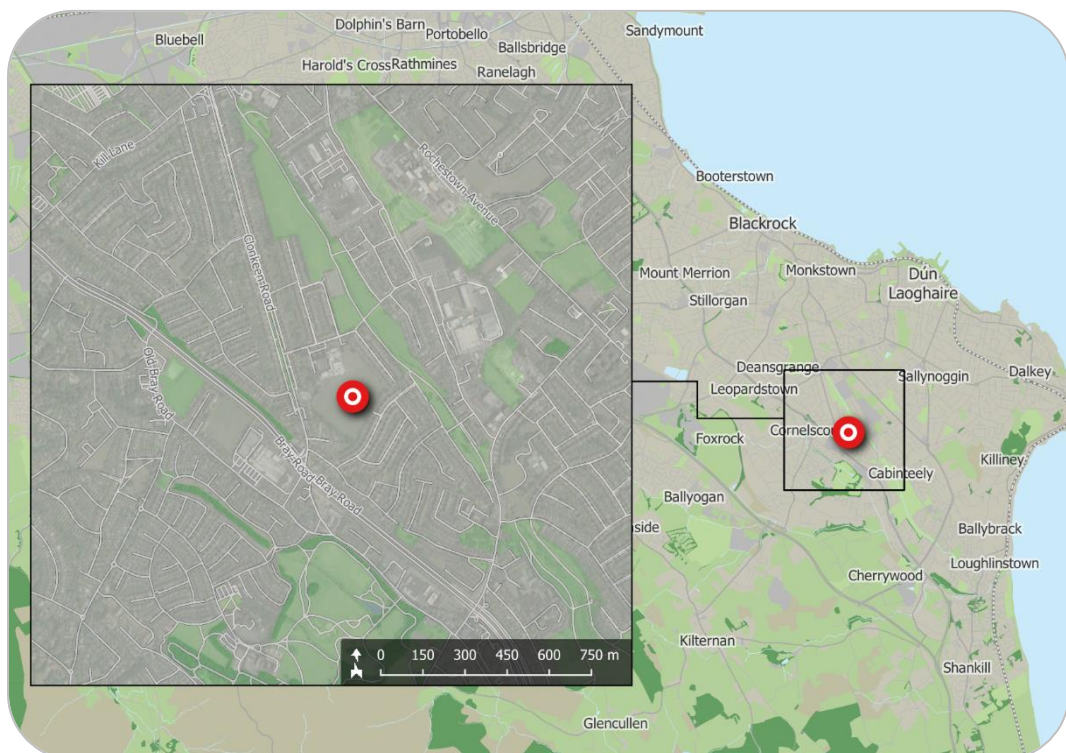 Dolphin's Barn
Portobello
Sandymount
Bluebell
Ballsbridge
Harold's Cross
Rathmines
Ranelagh
Kill Lane
Rochestown Avenue
Clonkeen Road
Old Bray Road
Bray Road
Bray Road
0 150 300 450 600 750 m
Booterstown
Blackrock
Mount Merrion
Monkstown
Dún
Laoghaire
Stillorgan
Deansgrange
Leopardstown
Sallynoggin
Dalkey
Foxrock
Cornelscou
Cabinteely
Killiney
Ballyogan
side
Ballybrack
Loughlinstown
Cherrywood
Kilternan
Shankill
Glencullen